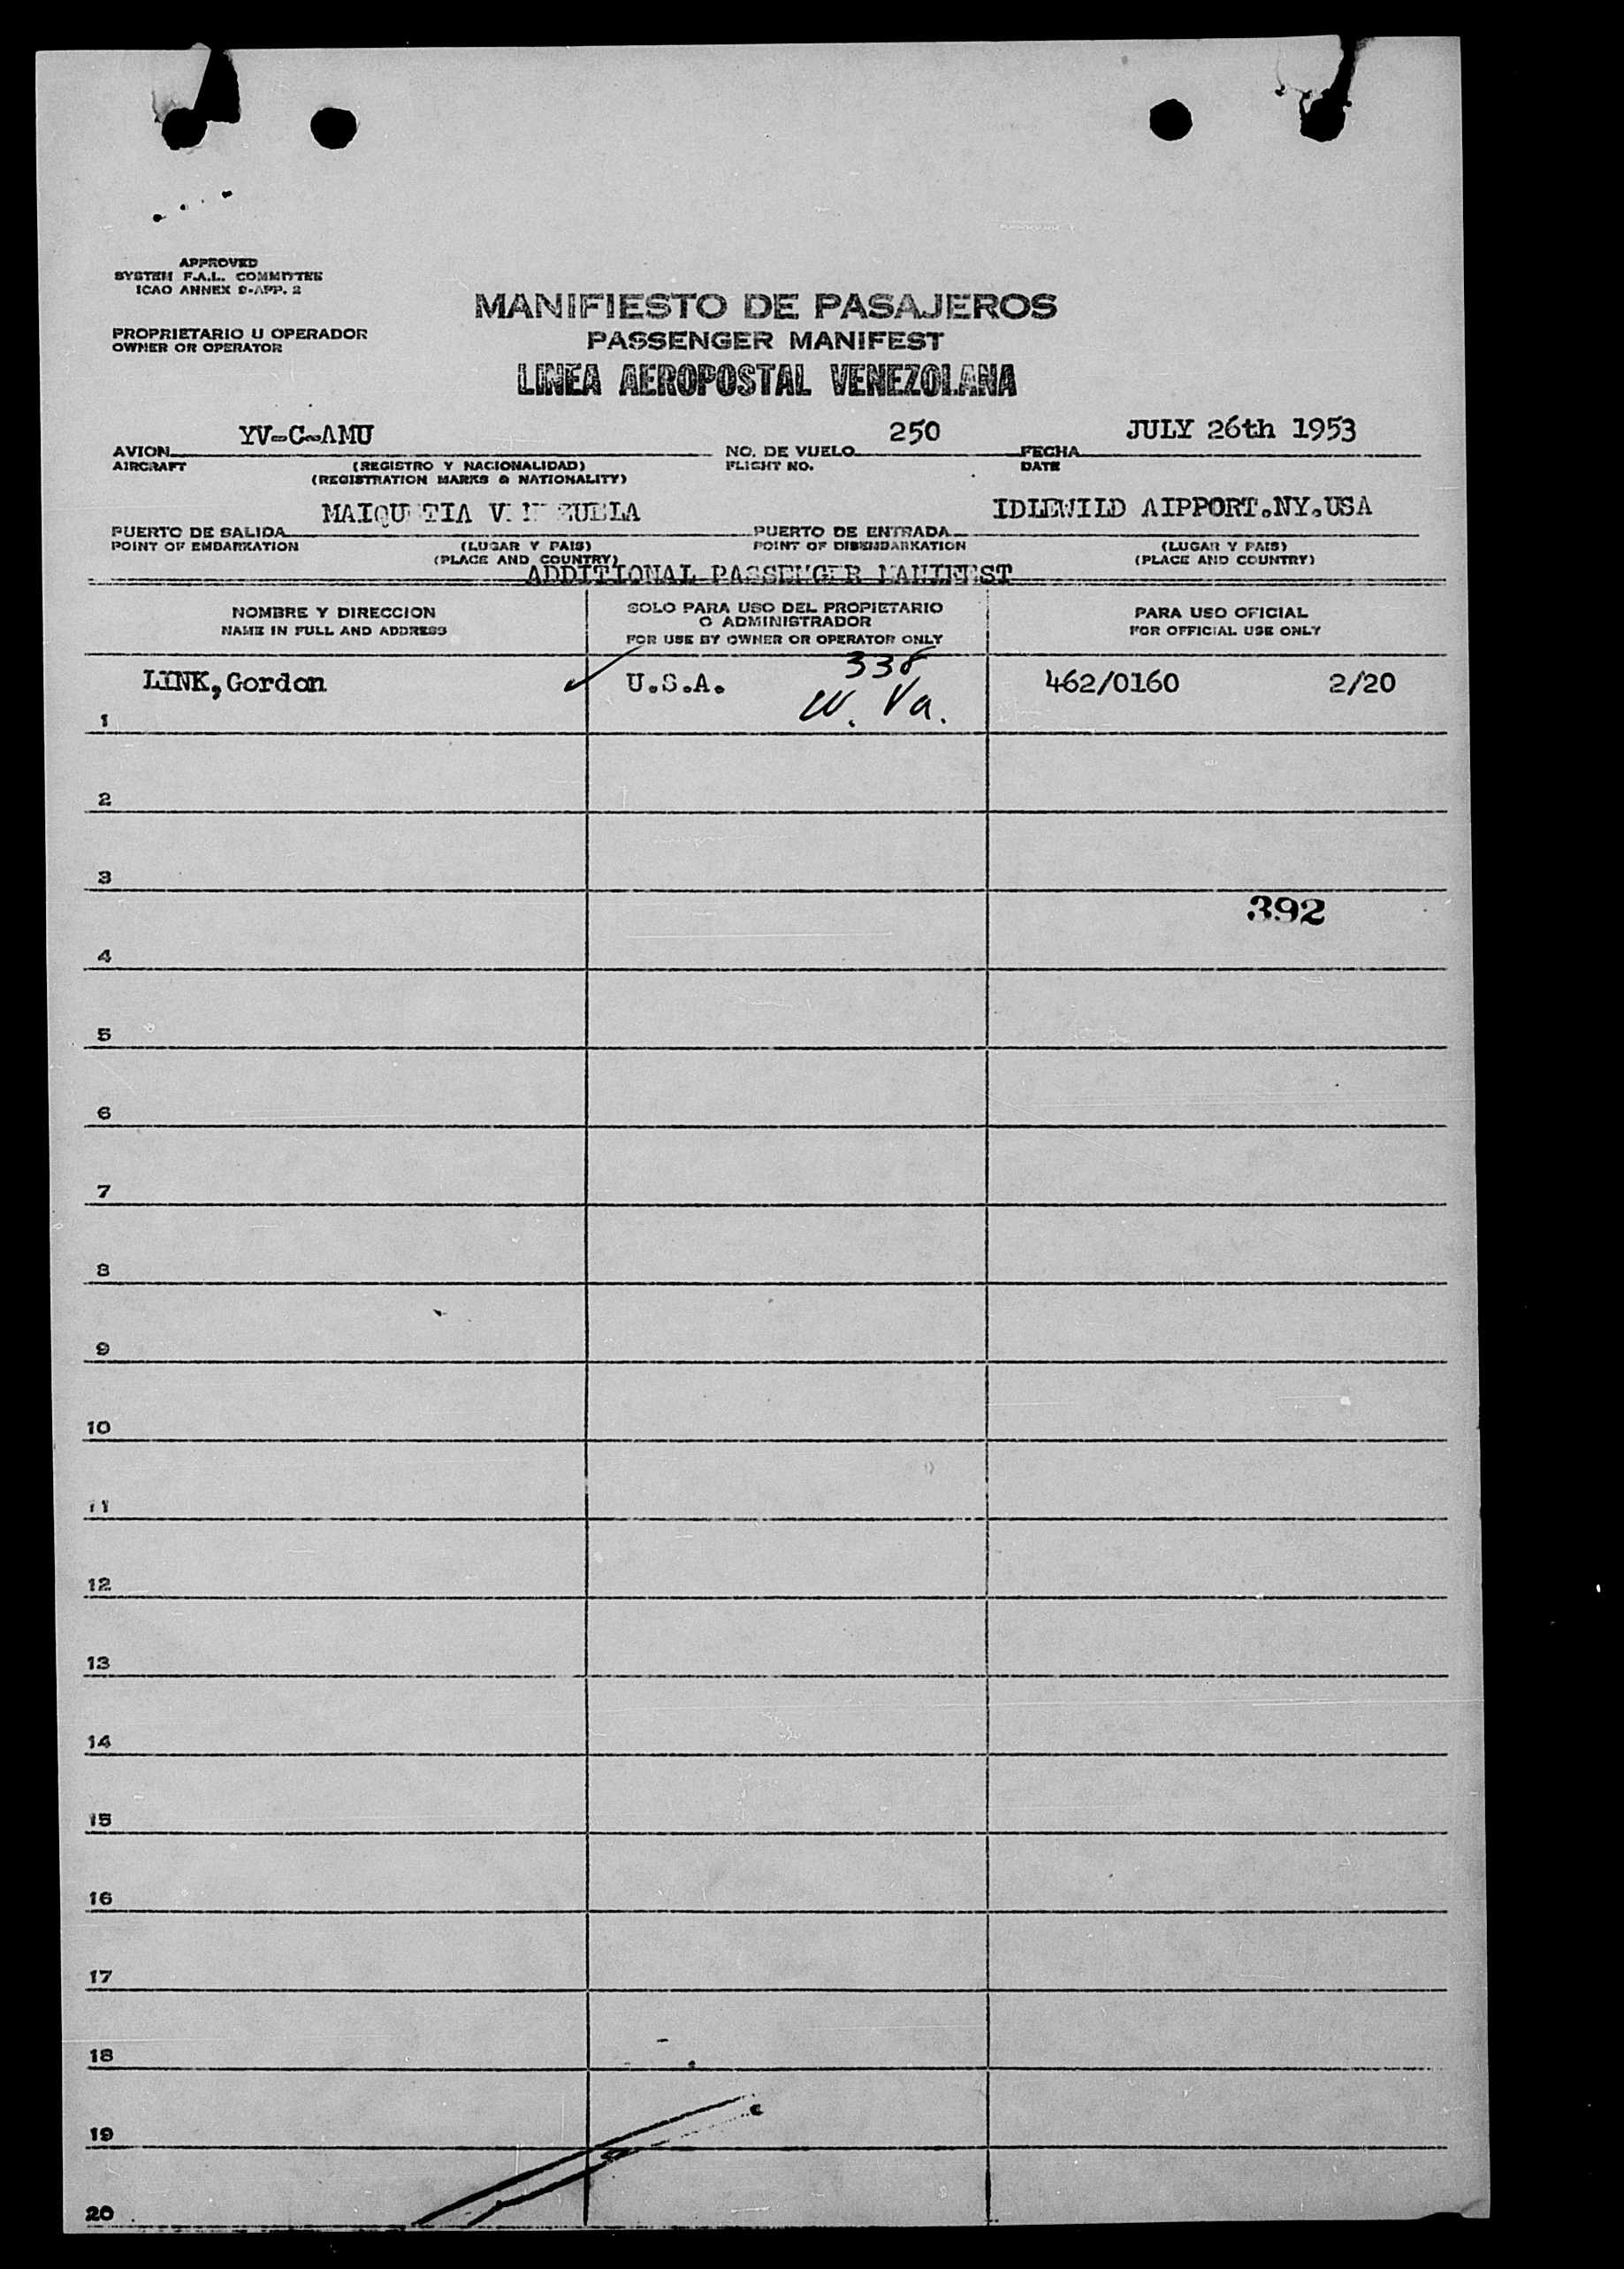 APPROVED
SYSTEM F.A.L. COMMITTEE
ICAO ANNEX 9-APP. 2
MANIFIESTO DE PASAJEROS
PROPRIETARIO U OPERADOR
OWNER OR OPERATOR
PASSENGER MANIFEST
LINEA AEROPOSTAL VENEZOLANA
AVION YV-C-AMU NO. DE VUELO 250 FECHA JULY 26th 1953
AIRCRAFT (REGISTRO Y NACIONALIDAD) FLIGHT NO. DATE
(REGISTRATION MARKS & NATIONALITY)
PUERTO DE SALIDA MAIQUETIA VENEZUELA PUERTO DE ENTRADA IDLEWILD AIPPORT.NY.USA
POINT OF EMBARKATION (LUGAR Y PAIS) POINT OF DISEMBARKATION (LUGAR Y PAIS)
(PLACE AND COUNTRY) (PLACE AND COUNTRY)
ADDITIONAL PASSENGER MANIFEST
NOMBRE Y DIRECCION SOLO PARA USO DEL PROPIETARIO PARA USO OFICIAL
O ADMINISTRADOR
NAME IN FULL AND ADDRESS FOR USE BY OWNER OR OPERATOR ONLY FOR OFFICIAL USE ONLY
338
LINK,Gordon U.S.A. 462/0160 2/20
W. Va.
1
2
3
392
4
5
6
7
8
9
10
11
12
13
14
15
16
17
18
19
20